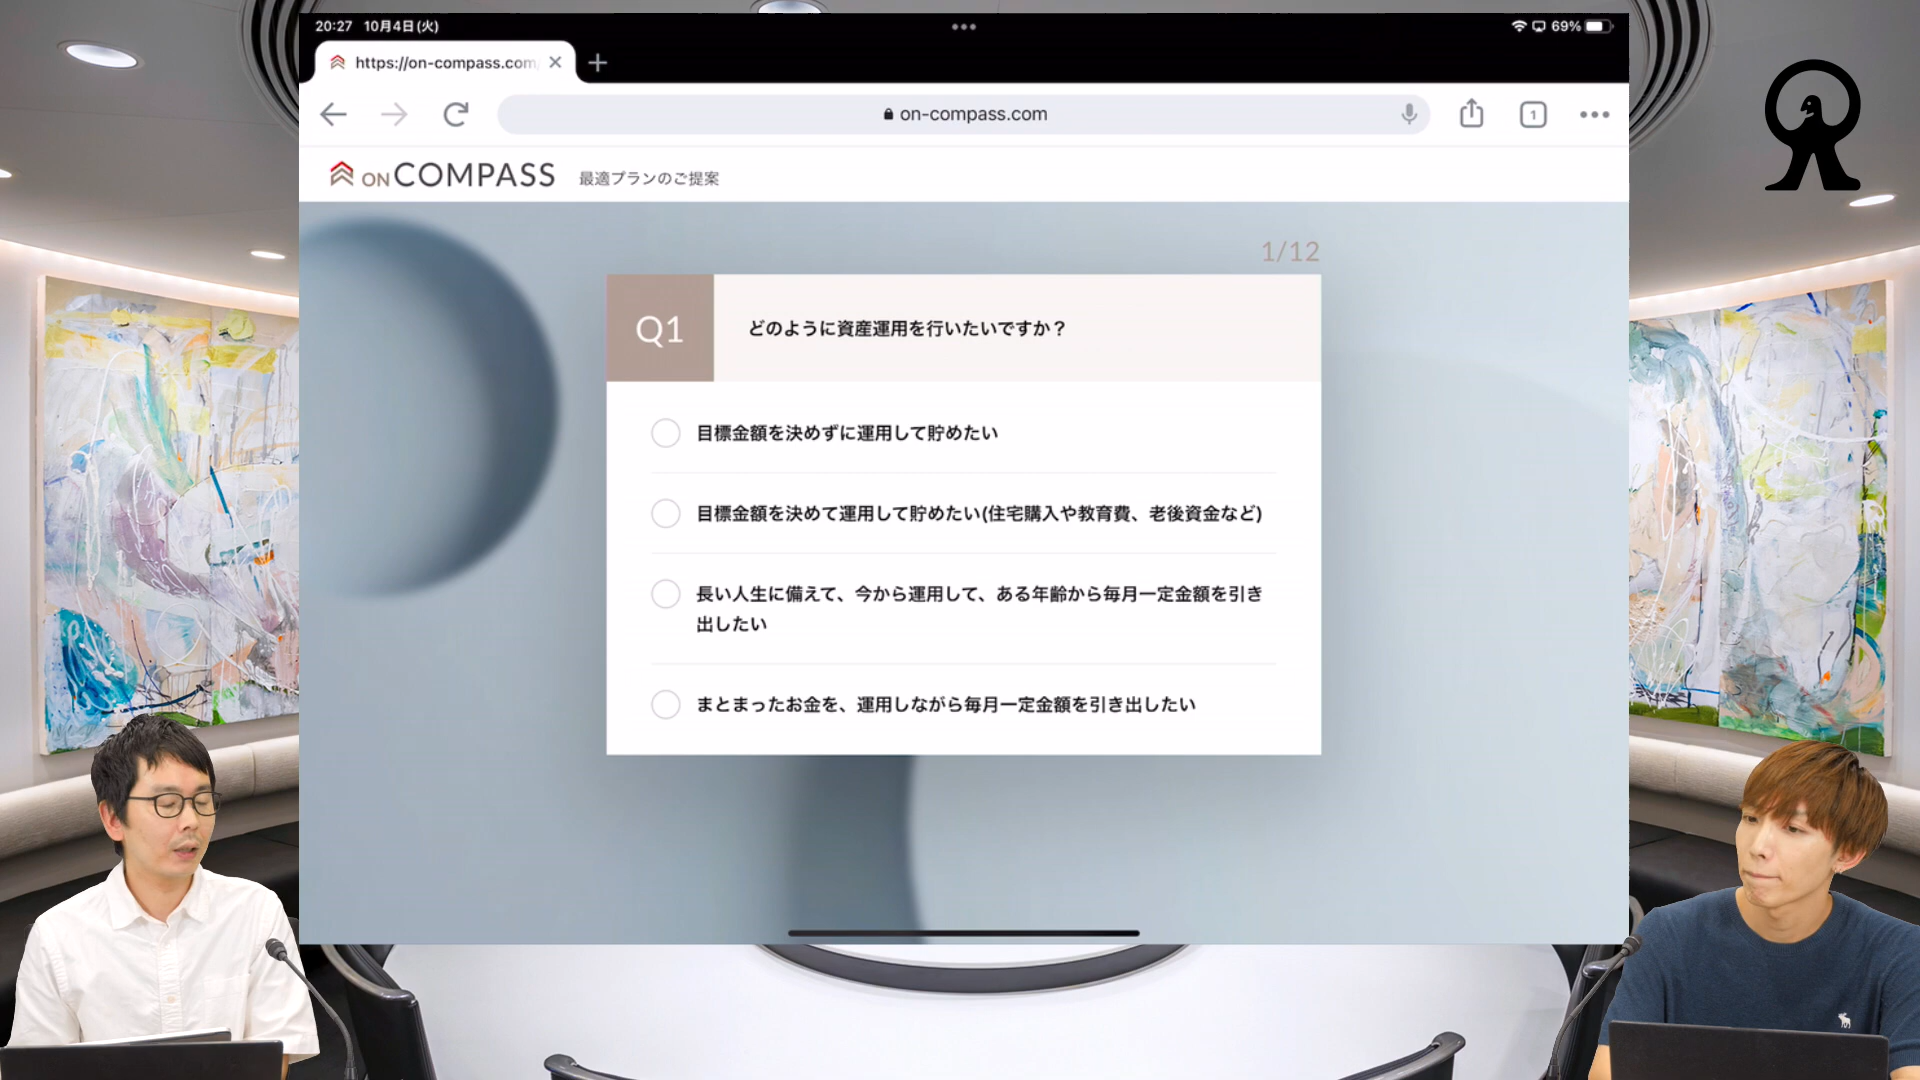 20:27 10月4日(火)
69%
https://on-compass.com
on-compass.com
1
ON COMPASS 最適プランのご提案
1/12
Q1 どのように資産運用を行いたいですか？
目標金額を決めずに運用して貯めたい
目標金額を決めて運用して貯めたい(住宅購入や教育費、老後資金など)
長い人生に備えて、今から運用して、ある年齢から毎月一定金額を引き
出したい
まとまったお金を、運用しながら毎月一定金額を引き出したい